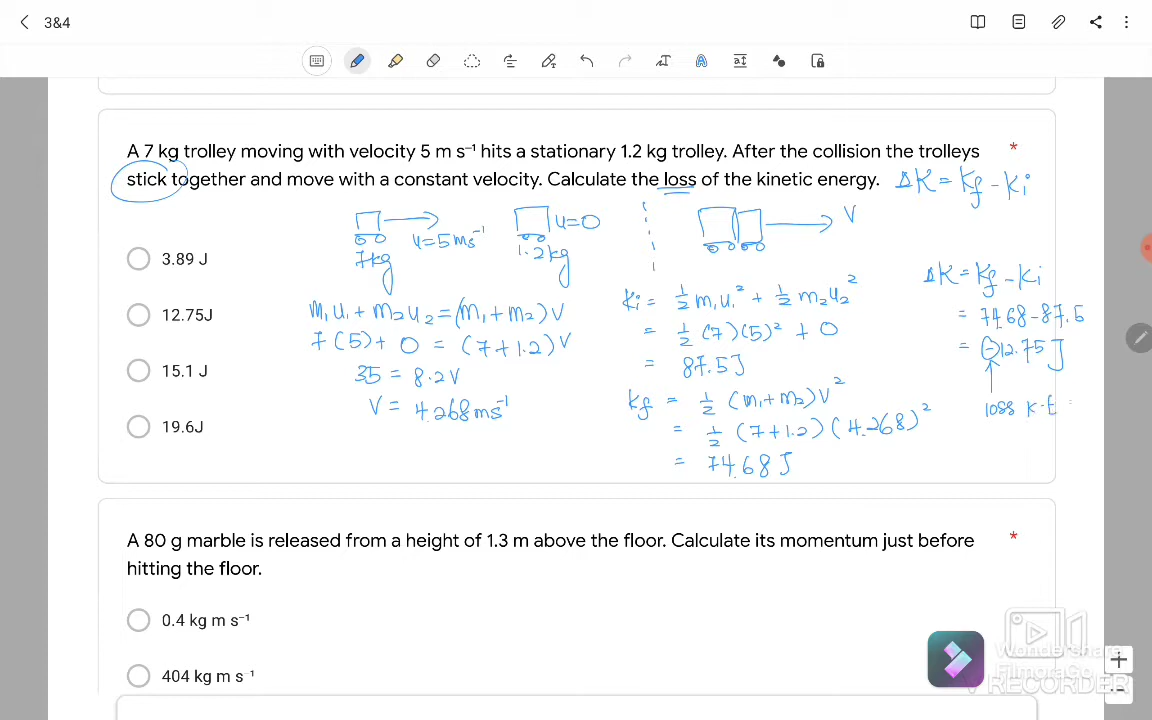 3&4
A 7 kg trolley moving with velocity 5 m s⁻¹ hits a stationary 1.2 kg trolley. After the collision the trolleys *
stick together and move with a constant velocity. Calculate the loss of the kinetic energy. ΔK = Kf - Ki
u = 5 ms⁻¹
7kg
u = 0
1.2 kg
V
3.89 J
12.75J
15.1 J
19.6J
m₁u₁ + m₂u₂ = (m₁ + m₂) V
7(5) + 0 = (7+1.2) V
35 = 8.2V
V = 4.268 ms⁻¹
Ki = ½ m₁u₁² + ½ m₂u₂²
= ½ (7)(5)² + 0
= 87.5J
Kf = ½ (m₁+m₂)V²
= ½ (7+1.2)(4.268)²
= 74.68J
ΔK = Kf - Ki
= 74.68-87.5
= -12.75 J
loss K.E
A 80 g marble is released from a height of 1.3 m above the floor. Calculate its momentum just before *
hitting the floor.
0.4 kg m s⁻¹
404 kg m s⁻¹
Wondershare
FilmoraGo
RECORDER